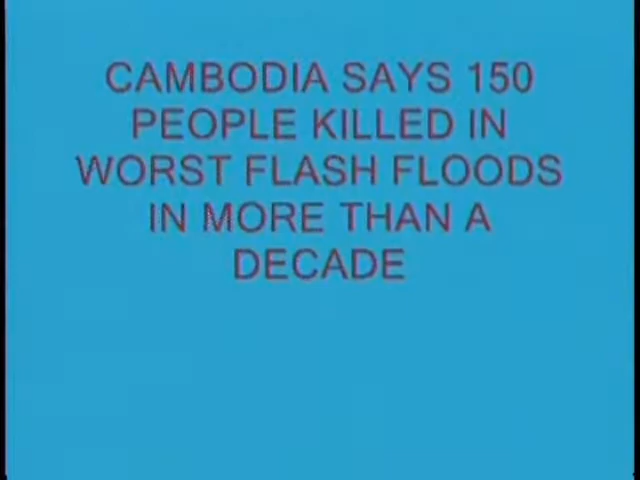 CAMBODIA SAYS 150
PEOPLE KILLED IN
WORST FLASH FLOODS
IN MORE THAN A
DECADE